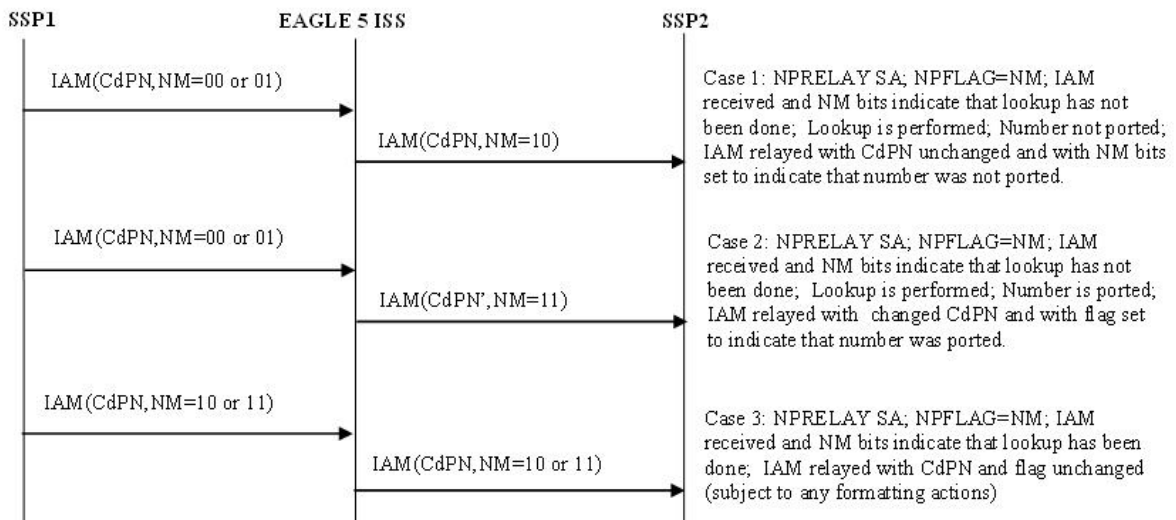 SSP1 EAGLE 5 ISS SSP2
IAM(CdPN,NM=00 or 01)
IAM(CdPN,NM=10)
Case 1: NPRELAY SA; NPFLAG=NM; IAM
received and NM bits indicate that lookup has not
been done; Lookup is performed; Number not ported;
IAM relayed with CdPN unchanged and with NM bits
set to indicate that number was not ported.
IAM(CdPN,NM=00 or 01)
IAM(CdPN’,NM=11)
Case 2: NPRELAY SA; NPFLAG=NM; IAM
received and NM bits indicate that lookup has not
been done; Lookup is performed; Number is ported;
IAM relayed with changed CdPN and with flag set
to indicate that number was ported.
IAM(CdPN,NM=10 or 11)
IAM(CdPN,NM=10 or 11)
Case 3: NPRELAY SA; NPFLAG=NM; IAM
received and NM bits indicate that lookup has been
done; IAM relayed with CdPN and flag unchanged
(subject to any formatting actions)